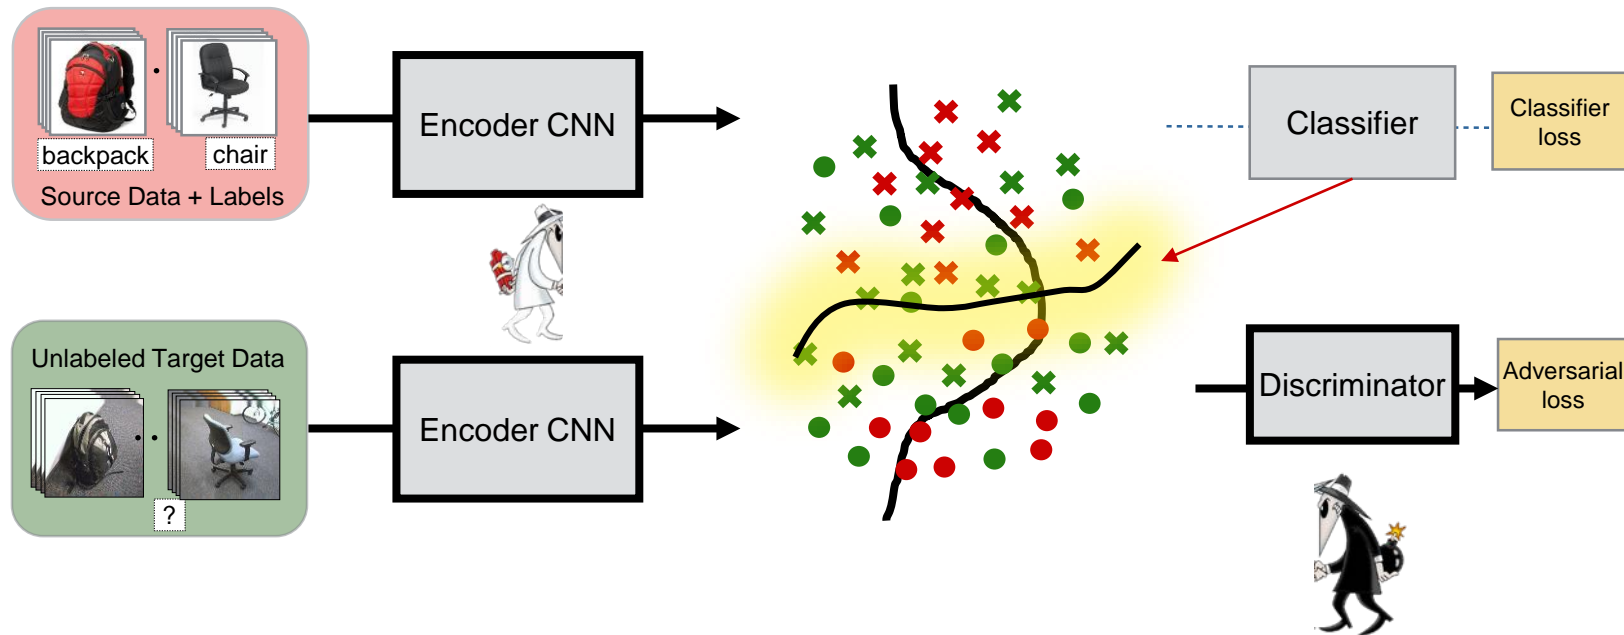 backpack
chair
Source Data + Labels
Encoder CNN
Classifier
Classifier
loss
Unlabeled Target Data
?
Encoder CNN
Discriminator
Adversarial
loss